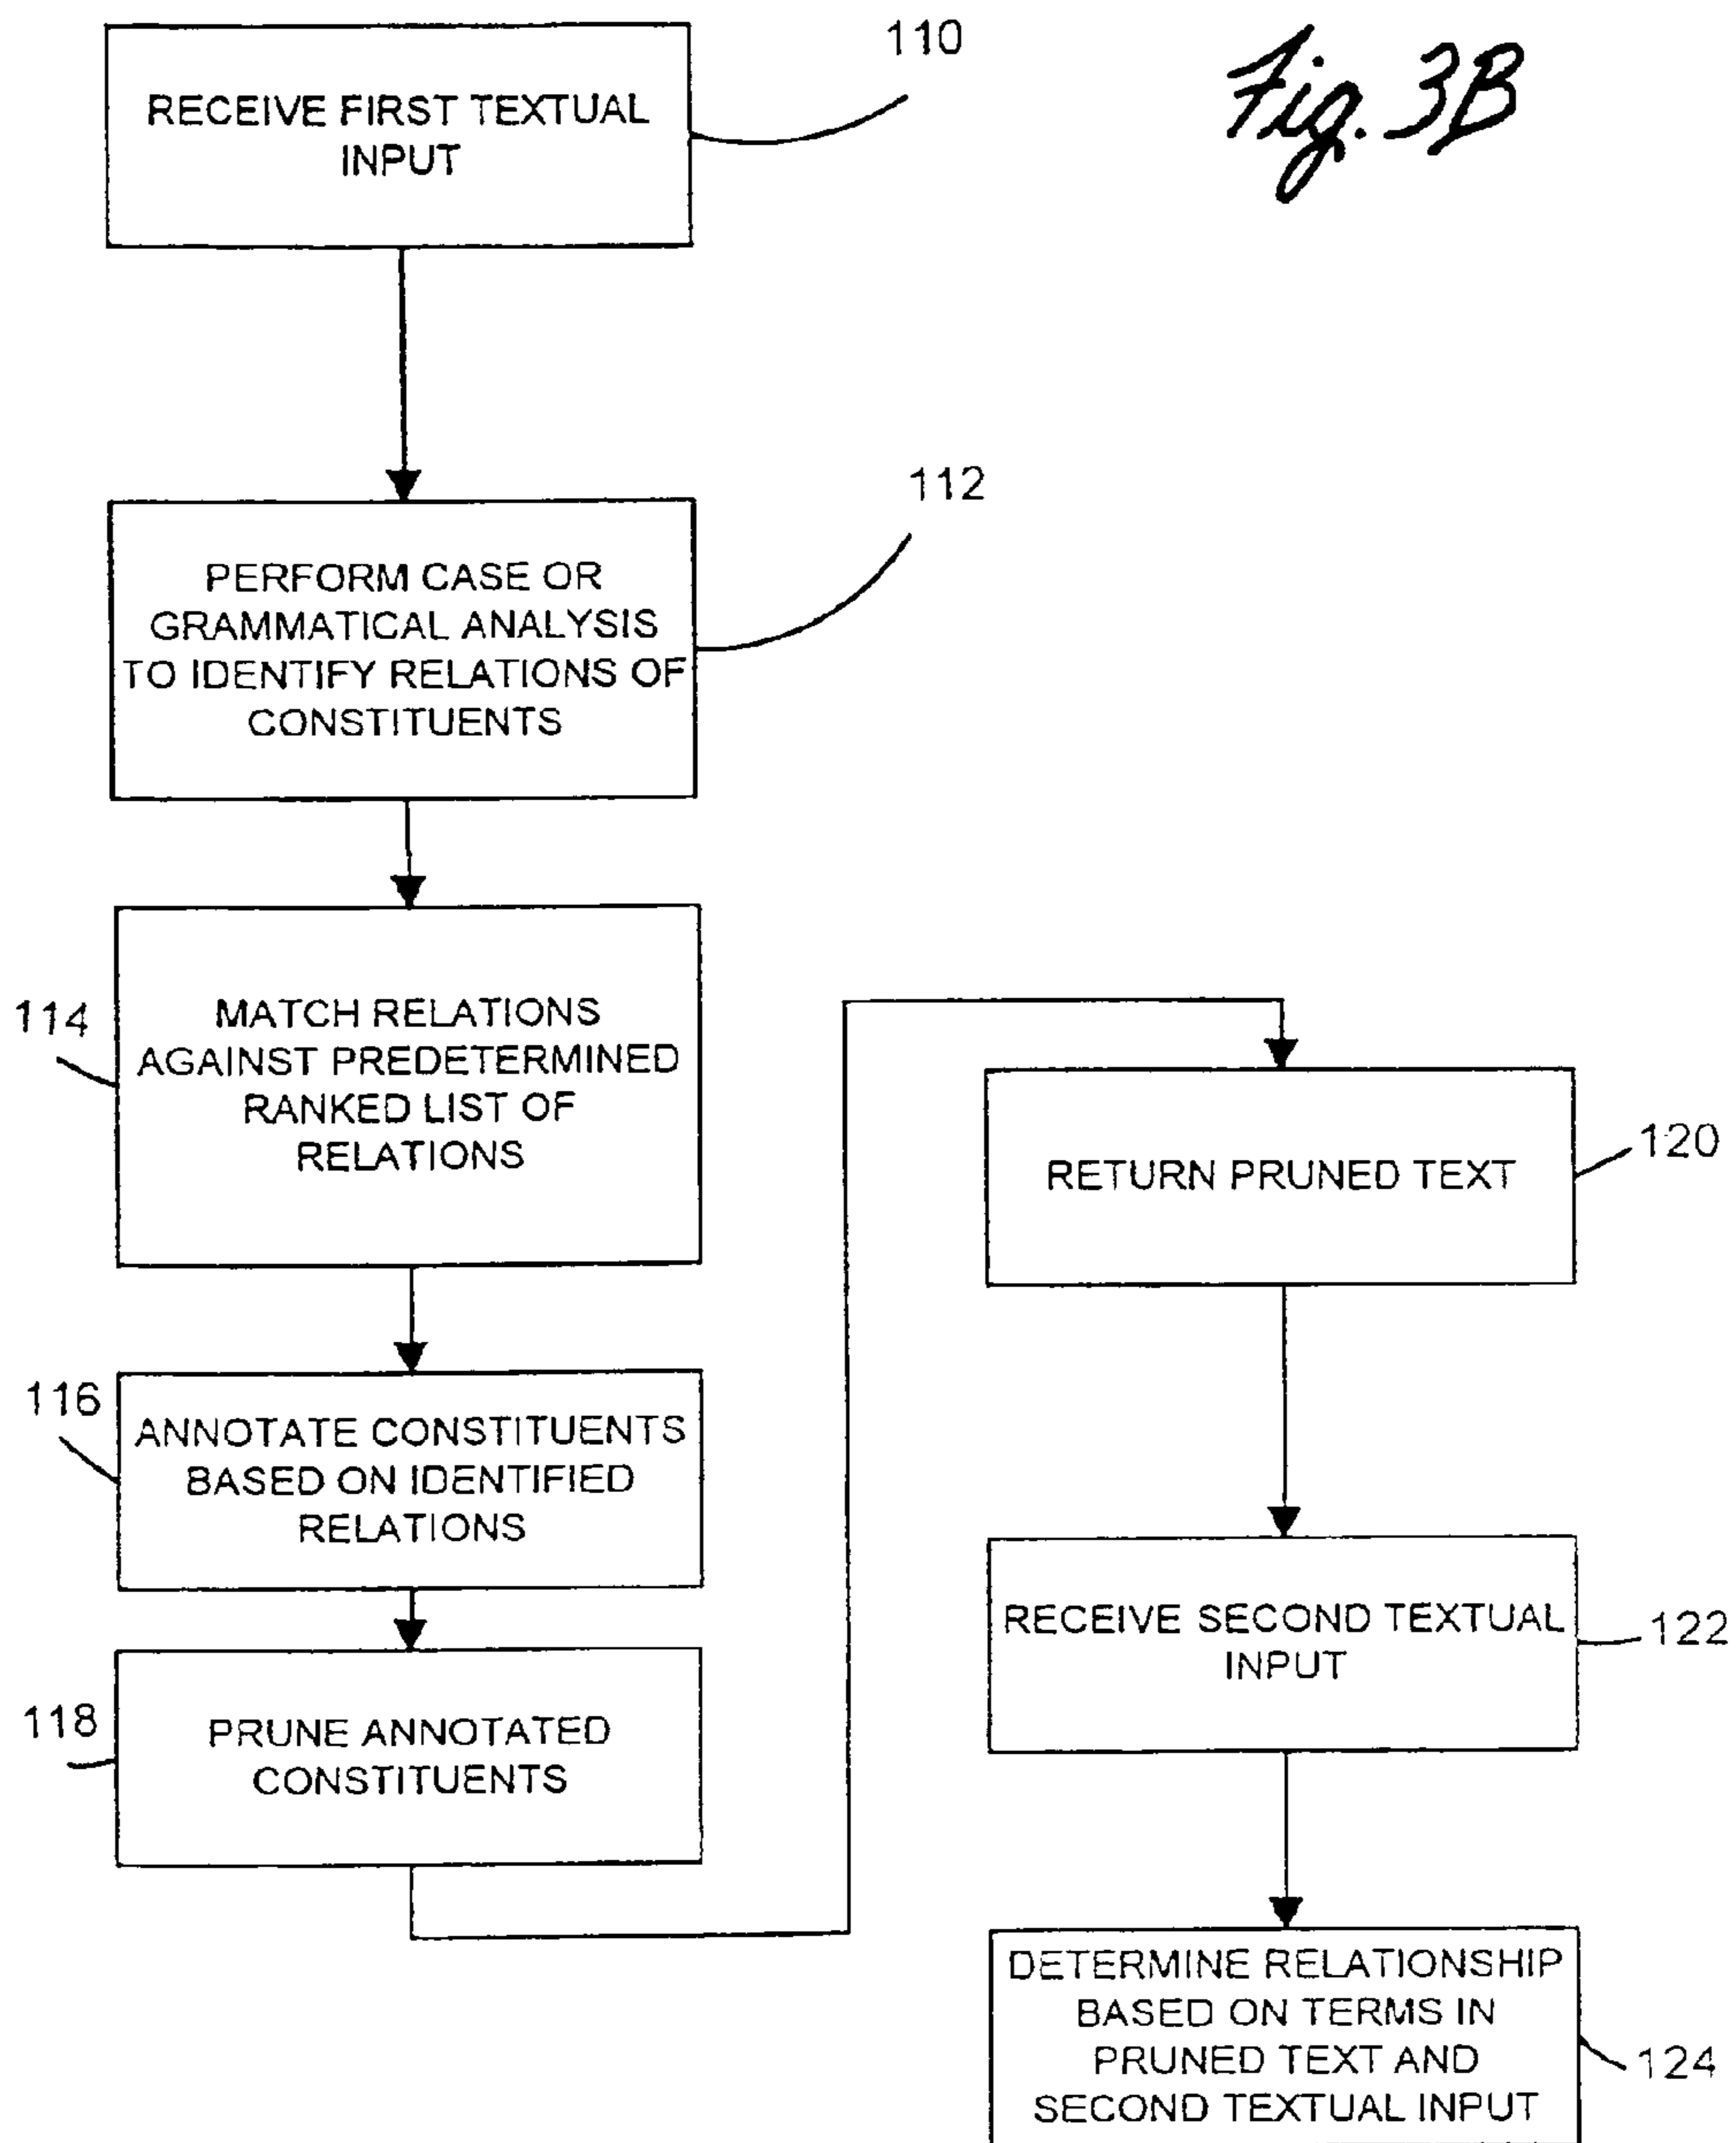 110
Fig. 3B
RECEIVE FIRST TEXTUAL
INPUT
112
PERFORM CASE OR
GRAMMATICAL ANALYSIS
TO IDENTIFY RELATIONS OF
CONSTITUENTS
114
MATCH RELATIONS
AGAINST PREDETERMINED
RANKED LIST OF
RELATIONS
116
ANNOTATE CONSTITUENTS
BASED ON IDENTIFIED
RELATIONS
118
PRUNE ANNOTATED
CONSTITUENTS
120
RETURN PRUNED TEXT
122
RECEIVE SECOND TEXTUAL
INPUT
DETERMINE RELATIONSHIP
BASED ON TERMS IN
PRUNED TEXT AND
SECOND TEXTUAL INPUT
124